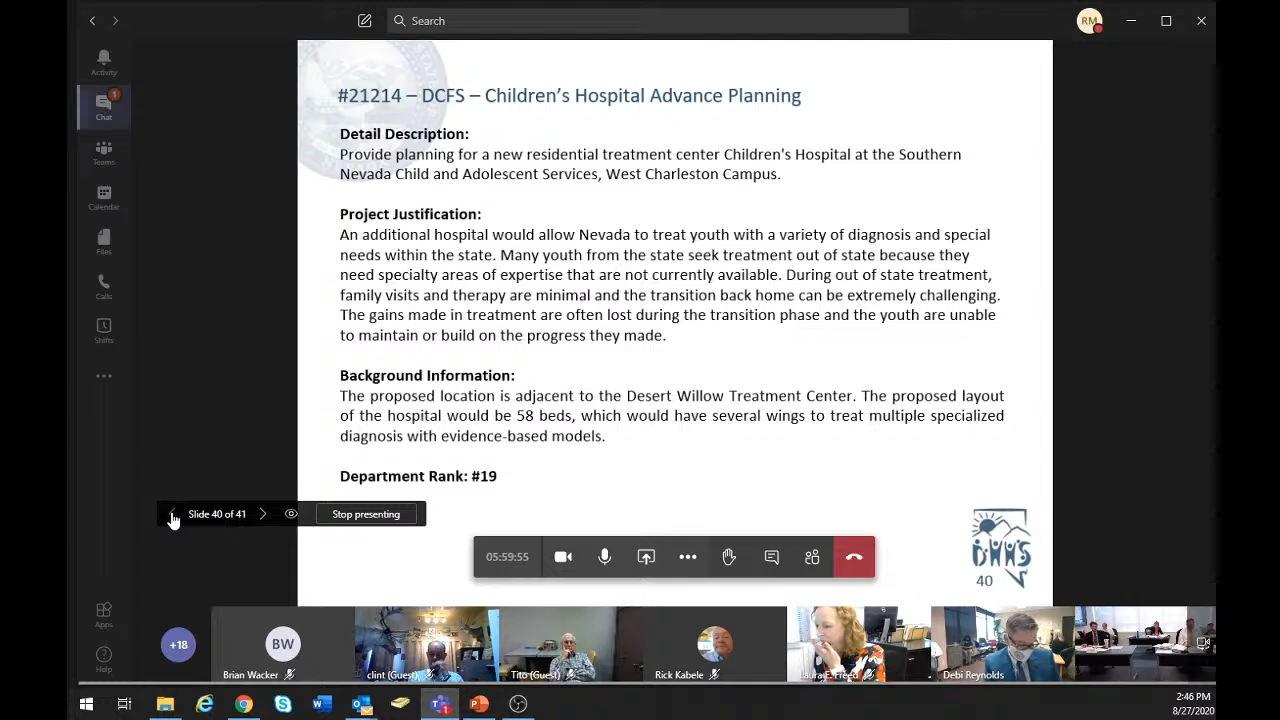 Search
RM
Activity
1
Chat
Teams
Calendar
Files
Calls
Shifts
Apps
Help
#21214 – DCFS – Children's Hospital Advance Planning
Detail Description:
Provide planning for a new residential treatment center Children's Hospital at the Southern
Nevada Child and Adolescent Services, West Charleston Campus.
Project Justification:
An additional hospital would allow Nevada to treat youth with a variety of diagnosis and special
needs within the state. Many youth from the state seek treatment out of state because they
need specialty areas of expertise that are not currently available. During out of state treatment,
family visits and therapy are minimal and the transition back home can be extremely challenging.
The gains made in treatment are often lost during the transition phase and the youth are unable
to maintain or build on the progress they made.
Background Information:
The proposed location is adjacent to the Desert Willow Treatment Center. The proposed layout
of the hospital would be 58 beds, which would have several wings to treat multiple specialized
diagnosis with evidence-based models.
Department Rank: #19
Slide 40 of 41
Stop presenting
05:59:55
DHHS
40
+18
BW
Brian Wacker
clint (Guest)
Tito (Guest)
Rick Kabele
Laura E Freed
Debi Reynolds
2:46 PM
8/27/2020